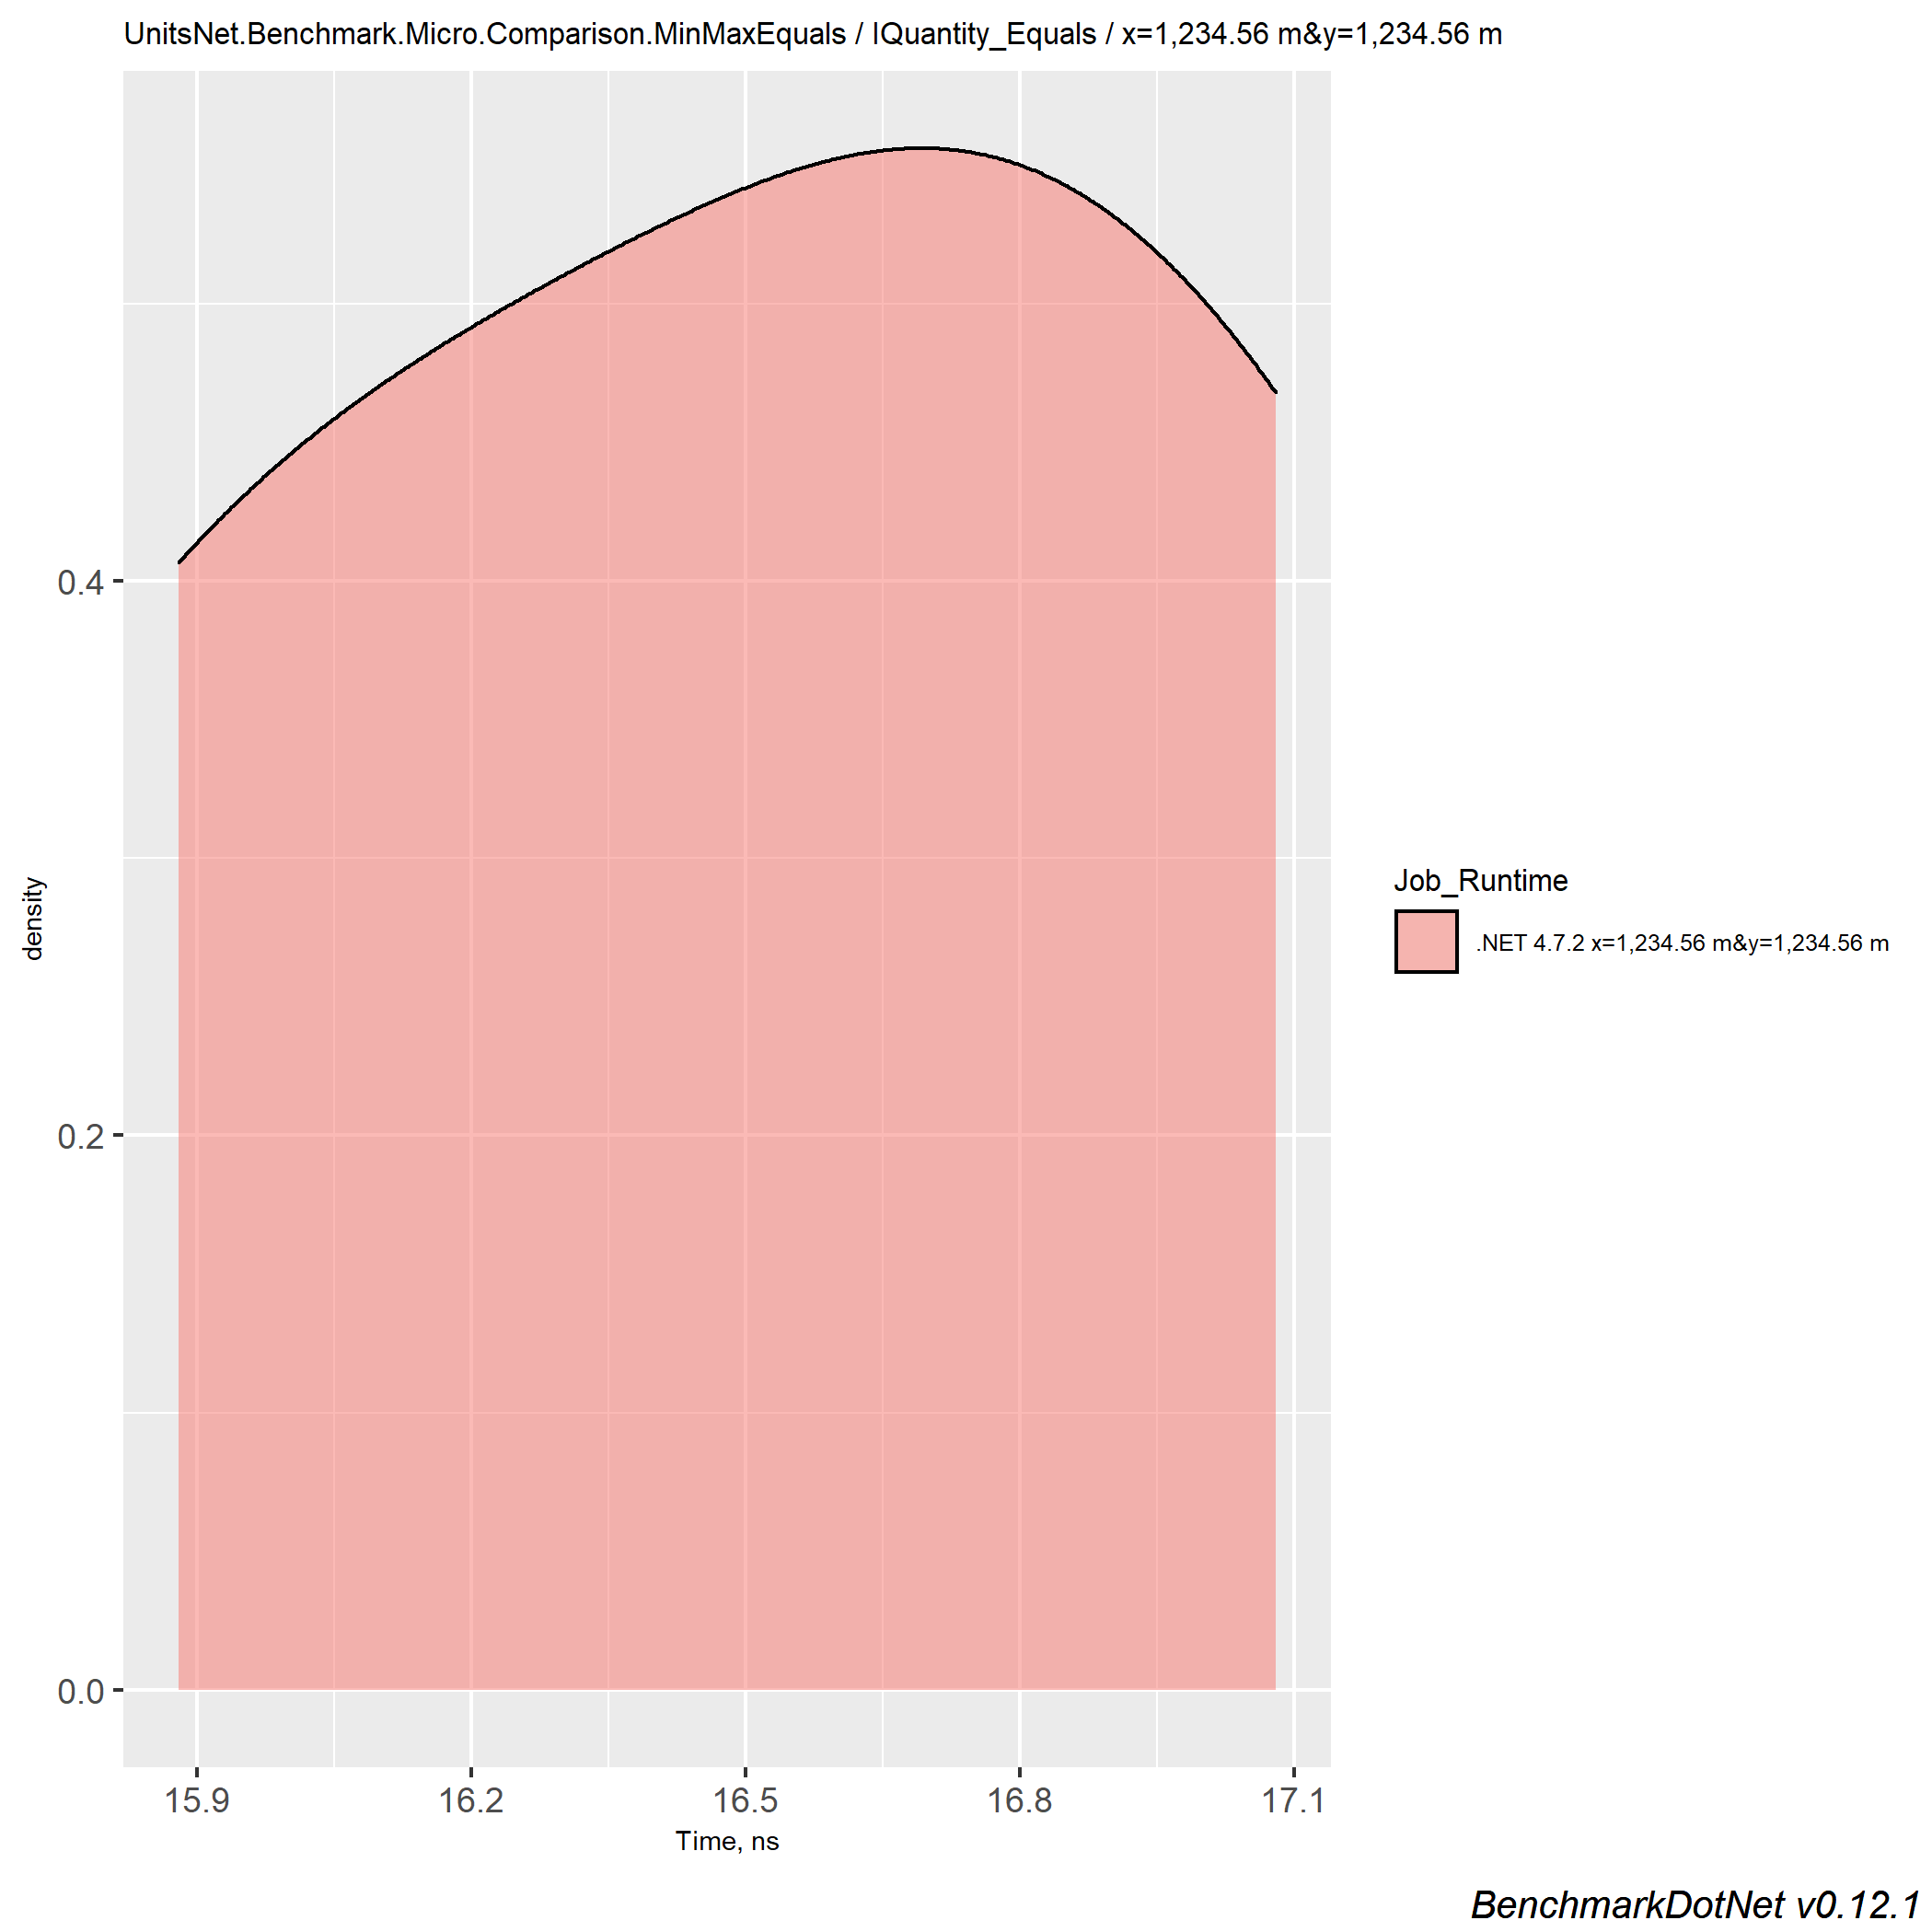 UnitsNet.Benchmark.Micro.Comparison.MinMaxEquals / IQuantity_Equals / x=1,234.56 m&y=1,234.56 m
density
0.4
0.2
0.0
15.9 16.2 16.5 16.8 17.1
Time, ns
Job_Runtime
.NET 4.7.2 x=1,234.56 m&y=1,234.56 m
BenchmarkDotNet v0.12.1